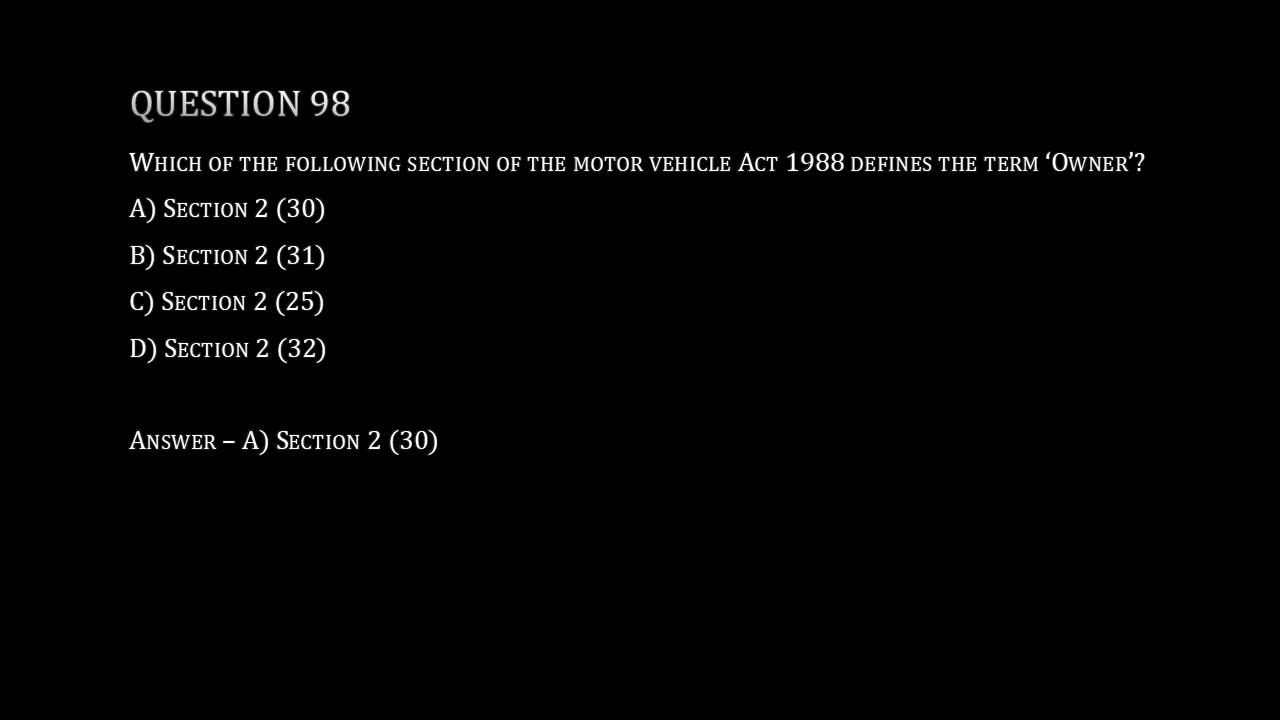 QUESTION 98
Which of the following section of the motor vehicle Act 1988 defines the term ‘Owner’?
A) Section 2 (30)
B) Section 2 (31)
C) Section 2 (25)
D) Section 2 (32)
Answer – A) Section 2 (30)